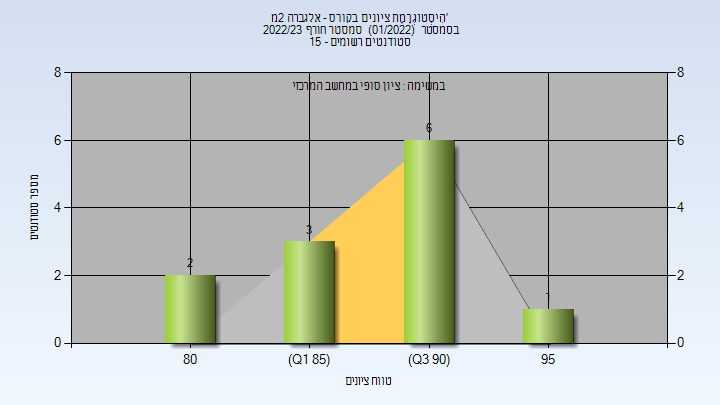 הִיסְטוֹגְרָמַת ציונים בקורס - אלגברה 2מ'
בסמסטר (01/2022) סמסטר חורף 2022/23
סטודנטים רשומים - 15
במשימה : ציון סופי במחשב המרכזי
8 8
6 6
4 4
2 2
0 0
מספר סטודנטים
2
3
6
1
80 (Q1 85) (Q3 90) 95
טווח ציונים